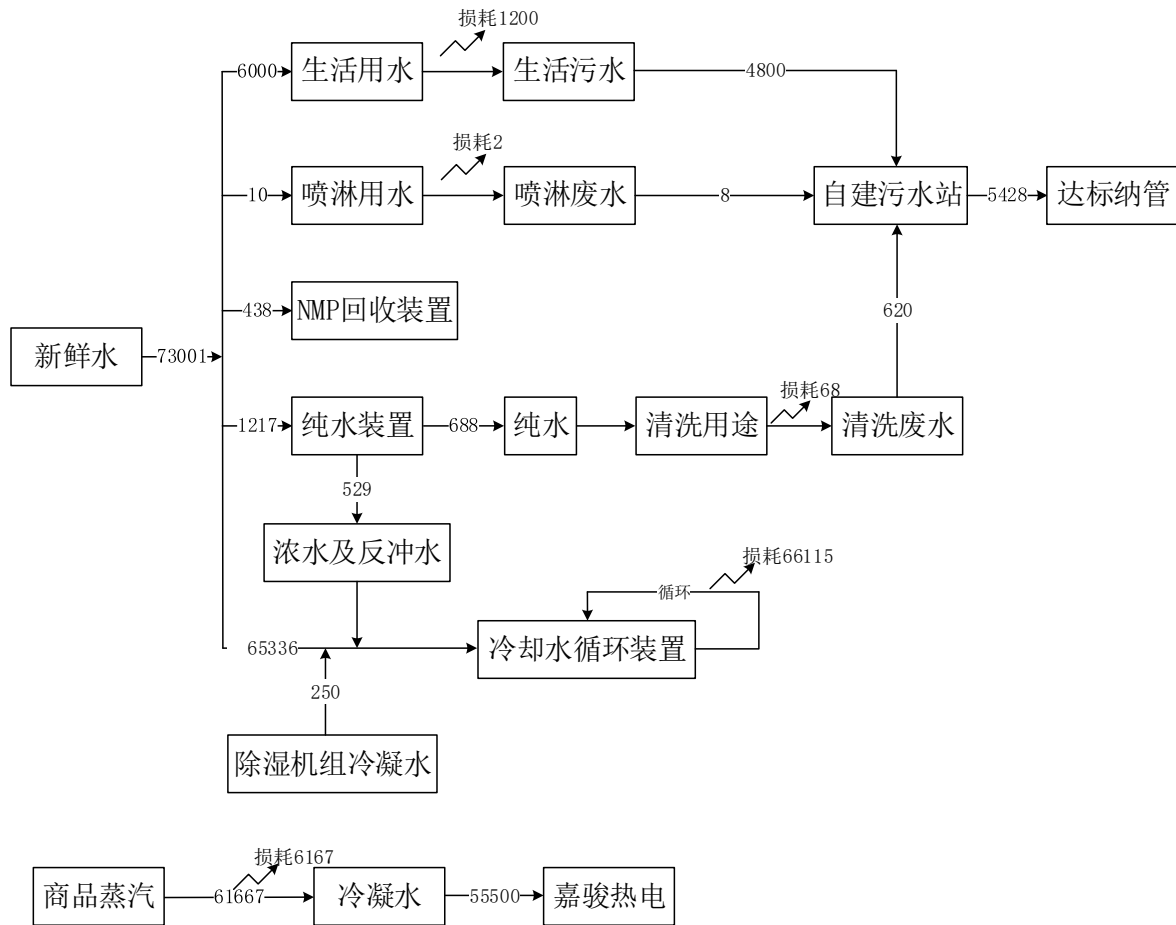 损耗1200
6000
生活用水
生活污水
4800
损耗2
10
喷淋用水
喷淋废水
8
自建污水站
5428
达标纳管
438
NMP回收装置
620
新鲜水
73001
损耗68
1217
纯水装置
688
纯水
清洗用途
清洗废水
529
浓水及反冲水
损耗66115
循环
65336
冷却水循环装置
250
除湿机组冷凝水
损耗6167
商品蒸汽
61667
冷凝水
55500
嘉骏热电